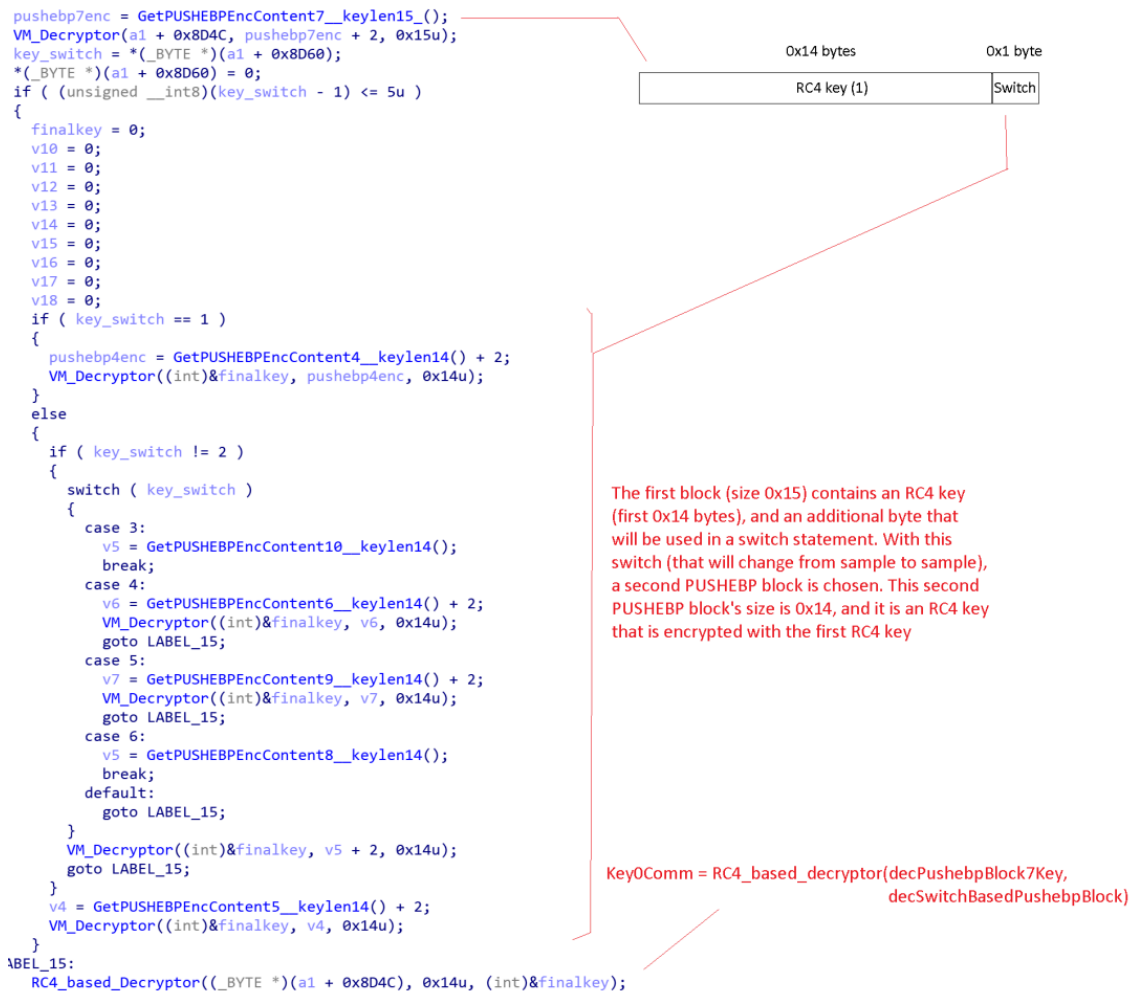 pushebp7enc = GetPUSHEBPEncContent7__keylen15_();
VM_Decryptor(a1 + 0x8D4C, pushebp7enc + 2, 0x15u);
key_switch = *(_BYTE *)(a1 + 0x8D60);
*(_BYTE *)(a1 + 0x8D60) = 0;
if ( (unsigned __int8)(key_switch - 1) <= 5u )
{
finalkey = 0;
v10 = 0;
v11 = 0;
v12 = 0;
v13 = 0;
v14 = 0;
v15 = 0;
v16 = 0;
v17 = 0;
v18 = 0;
if ( key_switch == 1 )
{
pushebp4enc = GetPUSHEBPEncContent4__keylen14() + 2;
VM_Decryptor((int)&finalkey, pushebp4enc, 0x14u);
}
else
{
if ( key_switch != 2 )
{
switch ( key_switch )
{
case 3:
v5 = GetPUSHEBPEncContent10__keylen14();
break;
case 4:
v6 = GetPUSHEBPEncContent6__keylen14() + 2;
VM_Decryptor((int)&finalkey, v6, 0x14u);
goto LABEL_15;
case 5:
v7 = GetPUSHEBPEncContent9__keylen14() + 2;
VM_Decryptor((int)&finalkey, v7, 0x14u);
goto LABEL_15;
case 6:
v5 = GetPUSHEBPEncContent8__keylen14();
break;
default:
goto LABEL_15;
}
VM_Decryptor((int)&finalkey, v5 + 2, 0x14u);
goto LABEL_15;
}
v4 = GetPUSHEBPEncContent5__keylen14() + 2;
VM_Decryptor((int)&finalkey, v4, 0x14u);
}
ABEL_15:
RC4_based_Decryptor((_BYTE *)(a1 + 0x8D4C), 0x14u, (int)&finalkey);
0x14 bytes 0x1 byte
RC4 key (1) Switch
The first block (size 0x15) contains an RC4 key
(first 0x14 bytes), and an additional byte that
will be used in a switch statement. With this
switch (that will change from sample to sample),
a second PUSHEBP block is chosen. This second
PUSHEBP block's size is 0x14, and it is an RC4 key
that is encrypted with the first RC4 key
Key0Comm = RC4_based_decryptor(decPushebpBlock7Key,
decSwitchBasedPushebpBlock)